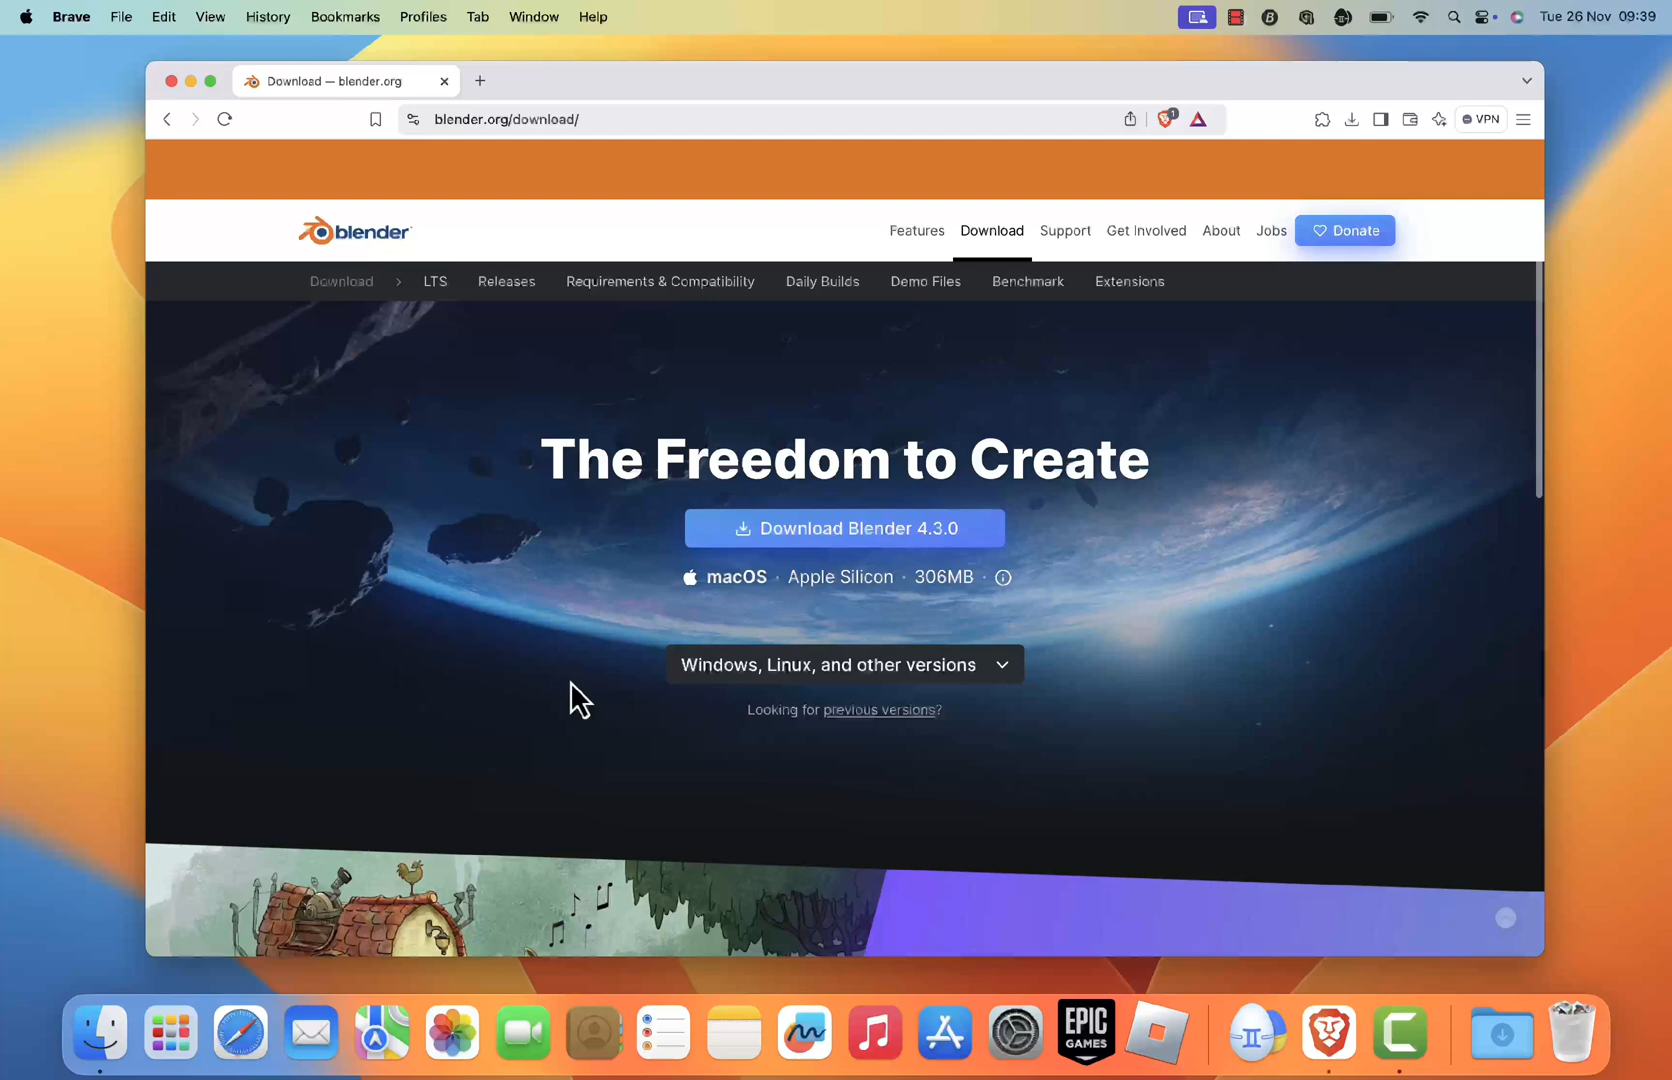 Brave File Edit View History Bookmarks Profiles Tab Window Help Tue 26 Nov 09:39
Download — blender.org
blender.org/download/ 1 VPN
blender Features Download Support Get Involved About Jobs Donate
Download > LTS Releases Requirements & Compatibility Daily Builds Demo Files Benchmark Extensions
The Freedom to Create
Download Blender 4.3.0
macOS · Apple Silicon · 306MB ·
Windows, Linux, and other versions
Looking for previous versions?
EPIC
GAMES